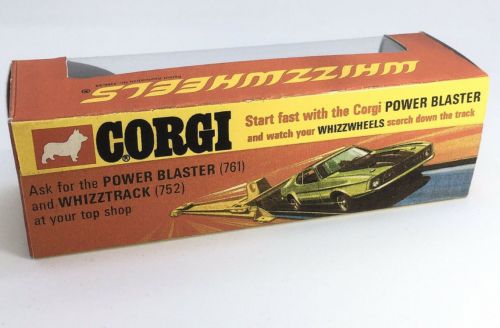 WHIZZWHEELS®
CORGI®
Start fast with the Corgi POWER BLASTER
and watch your WHIZZWHEELS scorch down the track
Ask for the POWER BLASTER (761)
and WHIZZTRACK (752)
at your top shop